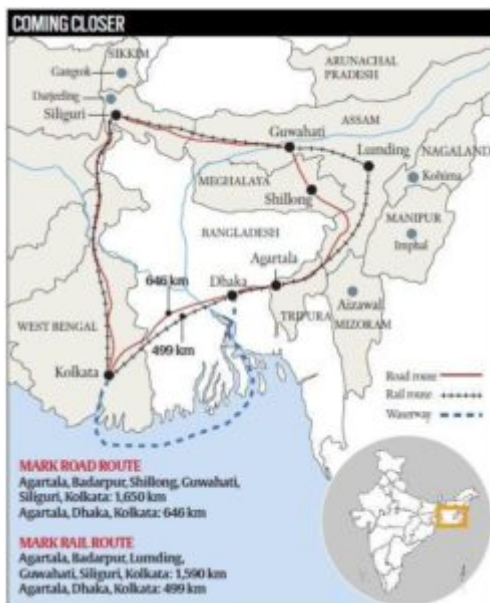 COMING CLOSER
SIKKIM
Gangtok
Darjeeling
Siliguri
ARUNACHAL
PRADESH
ASSAM
Guwahati
Lumding
NAGALAND
Kohima
MEGHALAYA
Shillong
MANIPUR
Imphal
BANGLADESH
Agartala
646 km
Dhaka
499 km
TRIPURA
Aizawal
MIZORAM
WEST BENGAL
Kolkata
Road route
Rail route
Waterway
MARK ROAD ROUTE
Agartala, Badarpur, Shillong, Guwahati,
Siliguri, Kolkata: 1,650 km
Agartala, Dhaka, Kolkata: 646 km
MARK RAIL ROUTE
Agartala, Badarpur, Lumding,
Guwahati, Siliguri, Kolkata: 1,590 km
Agartala, Dhaka, Kolkata: 499 km